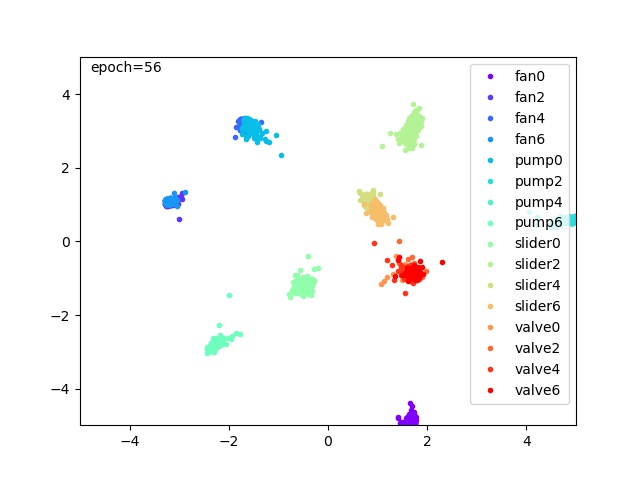 epoch=56
fan0
fan2
fan4
fan6
pump0
pump2
pump4
pump6
slider0
slider2
slider4
slider6
valve0
valve2
valve4
valve6
4
2
0
−2
−4
−4 −2 0 2 4